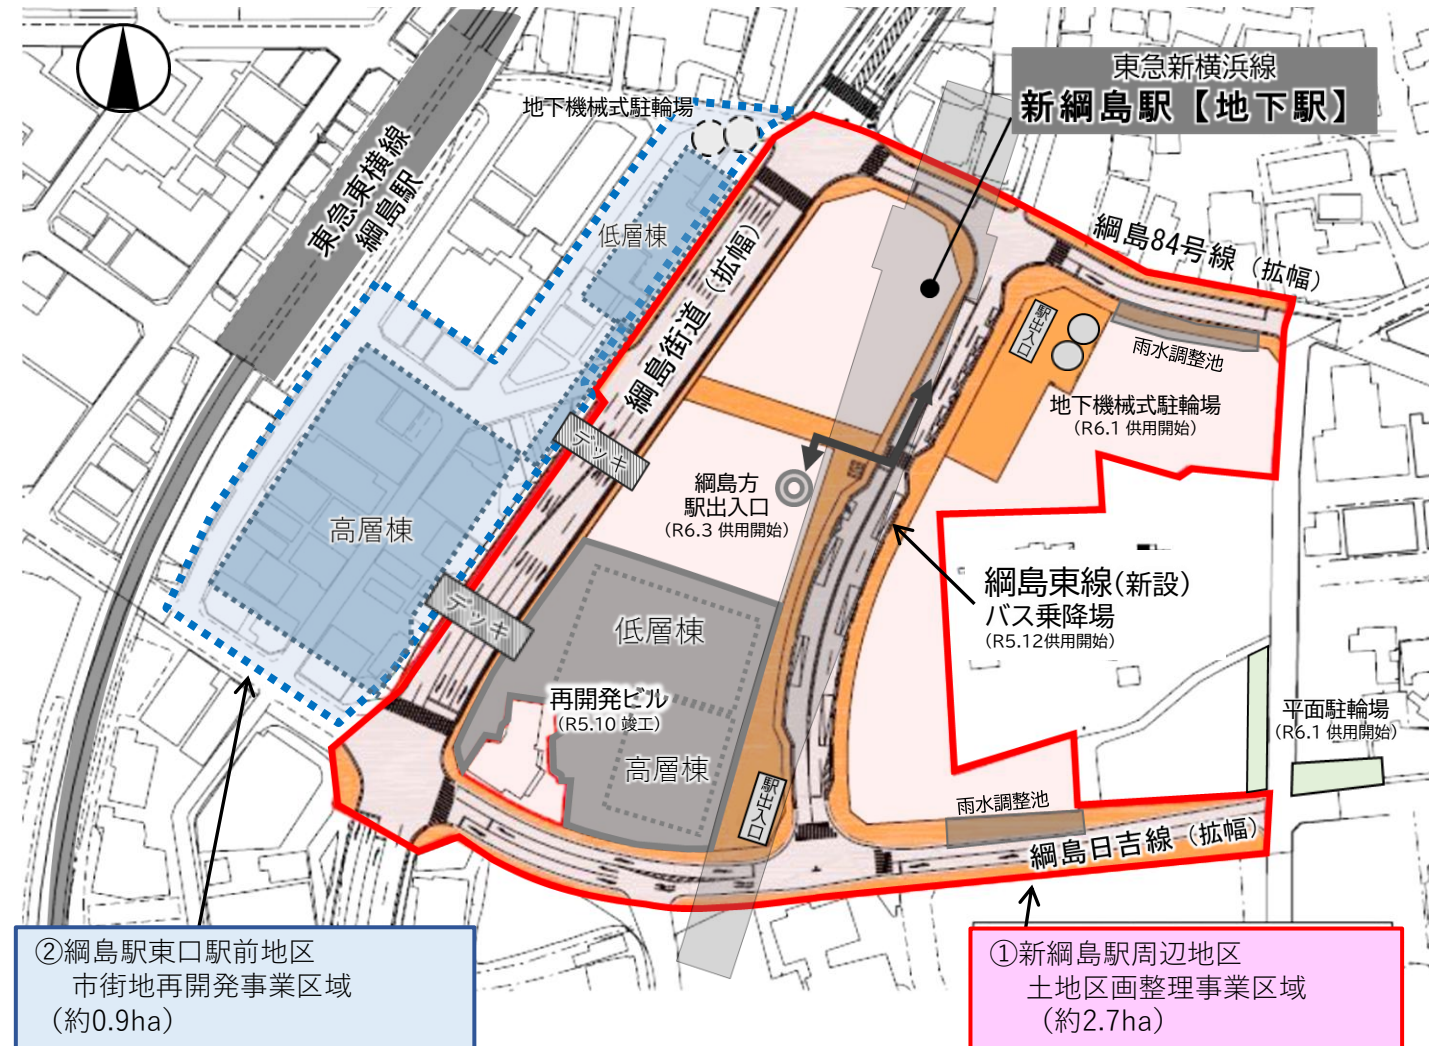 東急新横浜線
新綱島駅【地下駅】
地下機械式駐輪場
東急東横線
綱島駅
低層棟
綱島街道（拡幅）
綱島84号線（拡幅）
駅出入口
雨水調整池
地下機械式駐輪場
（R6.1 供用開始）
デッキ
綱島方
駅出入口
（R6.3 供用開始）
高層棟
綱島東線(新設)
バス乗降場
（R5.12供用開始）
デッキ
低層棟
再開発ビル
（R5.10 竣工）
高層棟
駅出入口
平面駐輪場
（R6.1 供用開始）
雨水調整池
綱島日吉線（拡幅）
②綱島駅東口駅前地区
市街地再開発事業区域
（約0.9ha）
①新綱島駅周辺地区
土地区画整理事業区域
（約2.7ha）